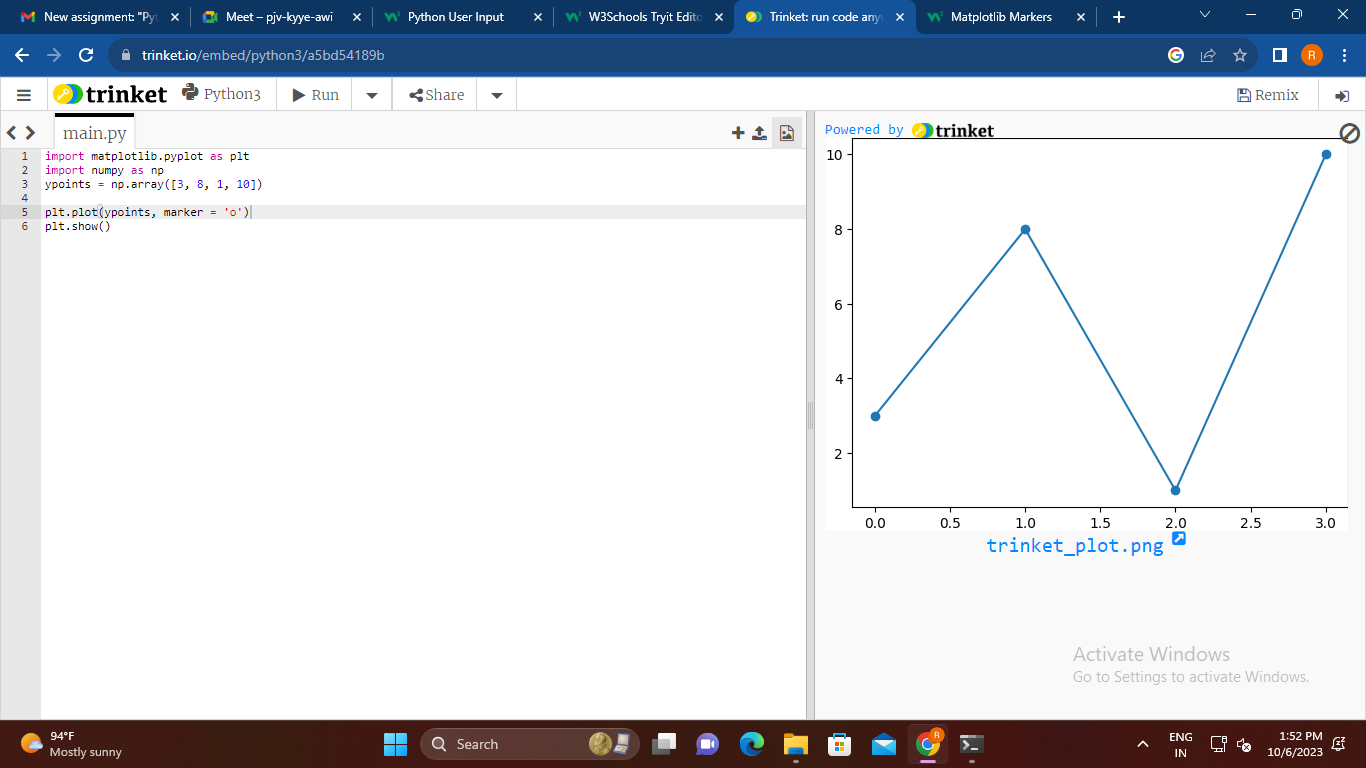 New assignment: "Py
Meet – pjv-kyye-awi
Python User Input
W3Schools Tryit Edito
Trinket: run code any
Matplotlib Markers
trinket.io/embed/python3/a5bd54189b
R
trinket
Python3
Run
Share
Remix
main.py
1 import matplotlib.pyplot as plt
2 import numpy as np
3 ypoints = np.array([3, 8, 1, 10])
4
5 plt.plot(ypoints, marker = 'o')
6 plt.show()
Powered by trinket
10
8
6
4
2
0.0 0.5 1.0 1.5 2.0 2.5 3.0
trinket_plot.png
Activate Windows
Go to Settings to activate Windows.
94°F
Mostly sunny
Search
R
ENG
IN
1:52 PM
10/6/2023